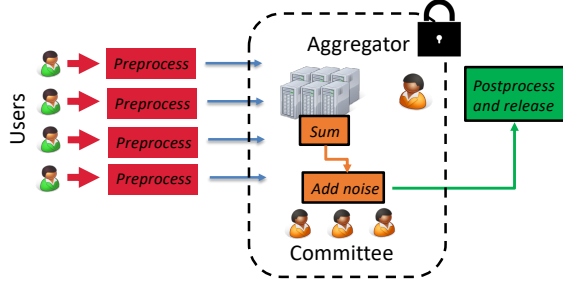 Aggregator
Users
Preprocess
Preprocess
Preprocess
Preprocess
Sum
Add noise
Committee
Postprocess
and release